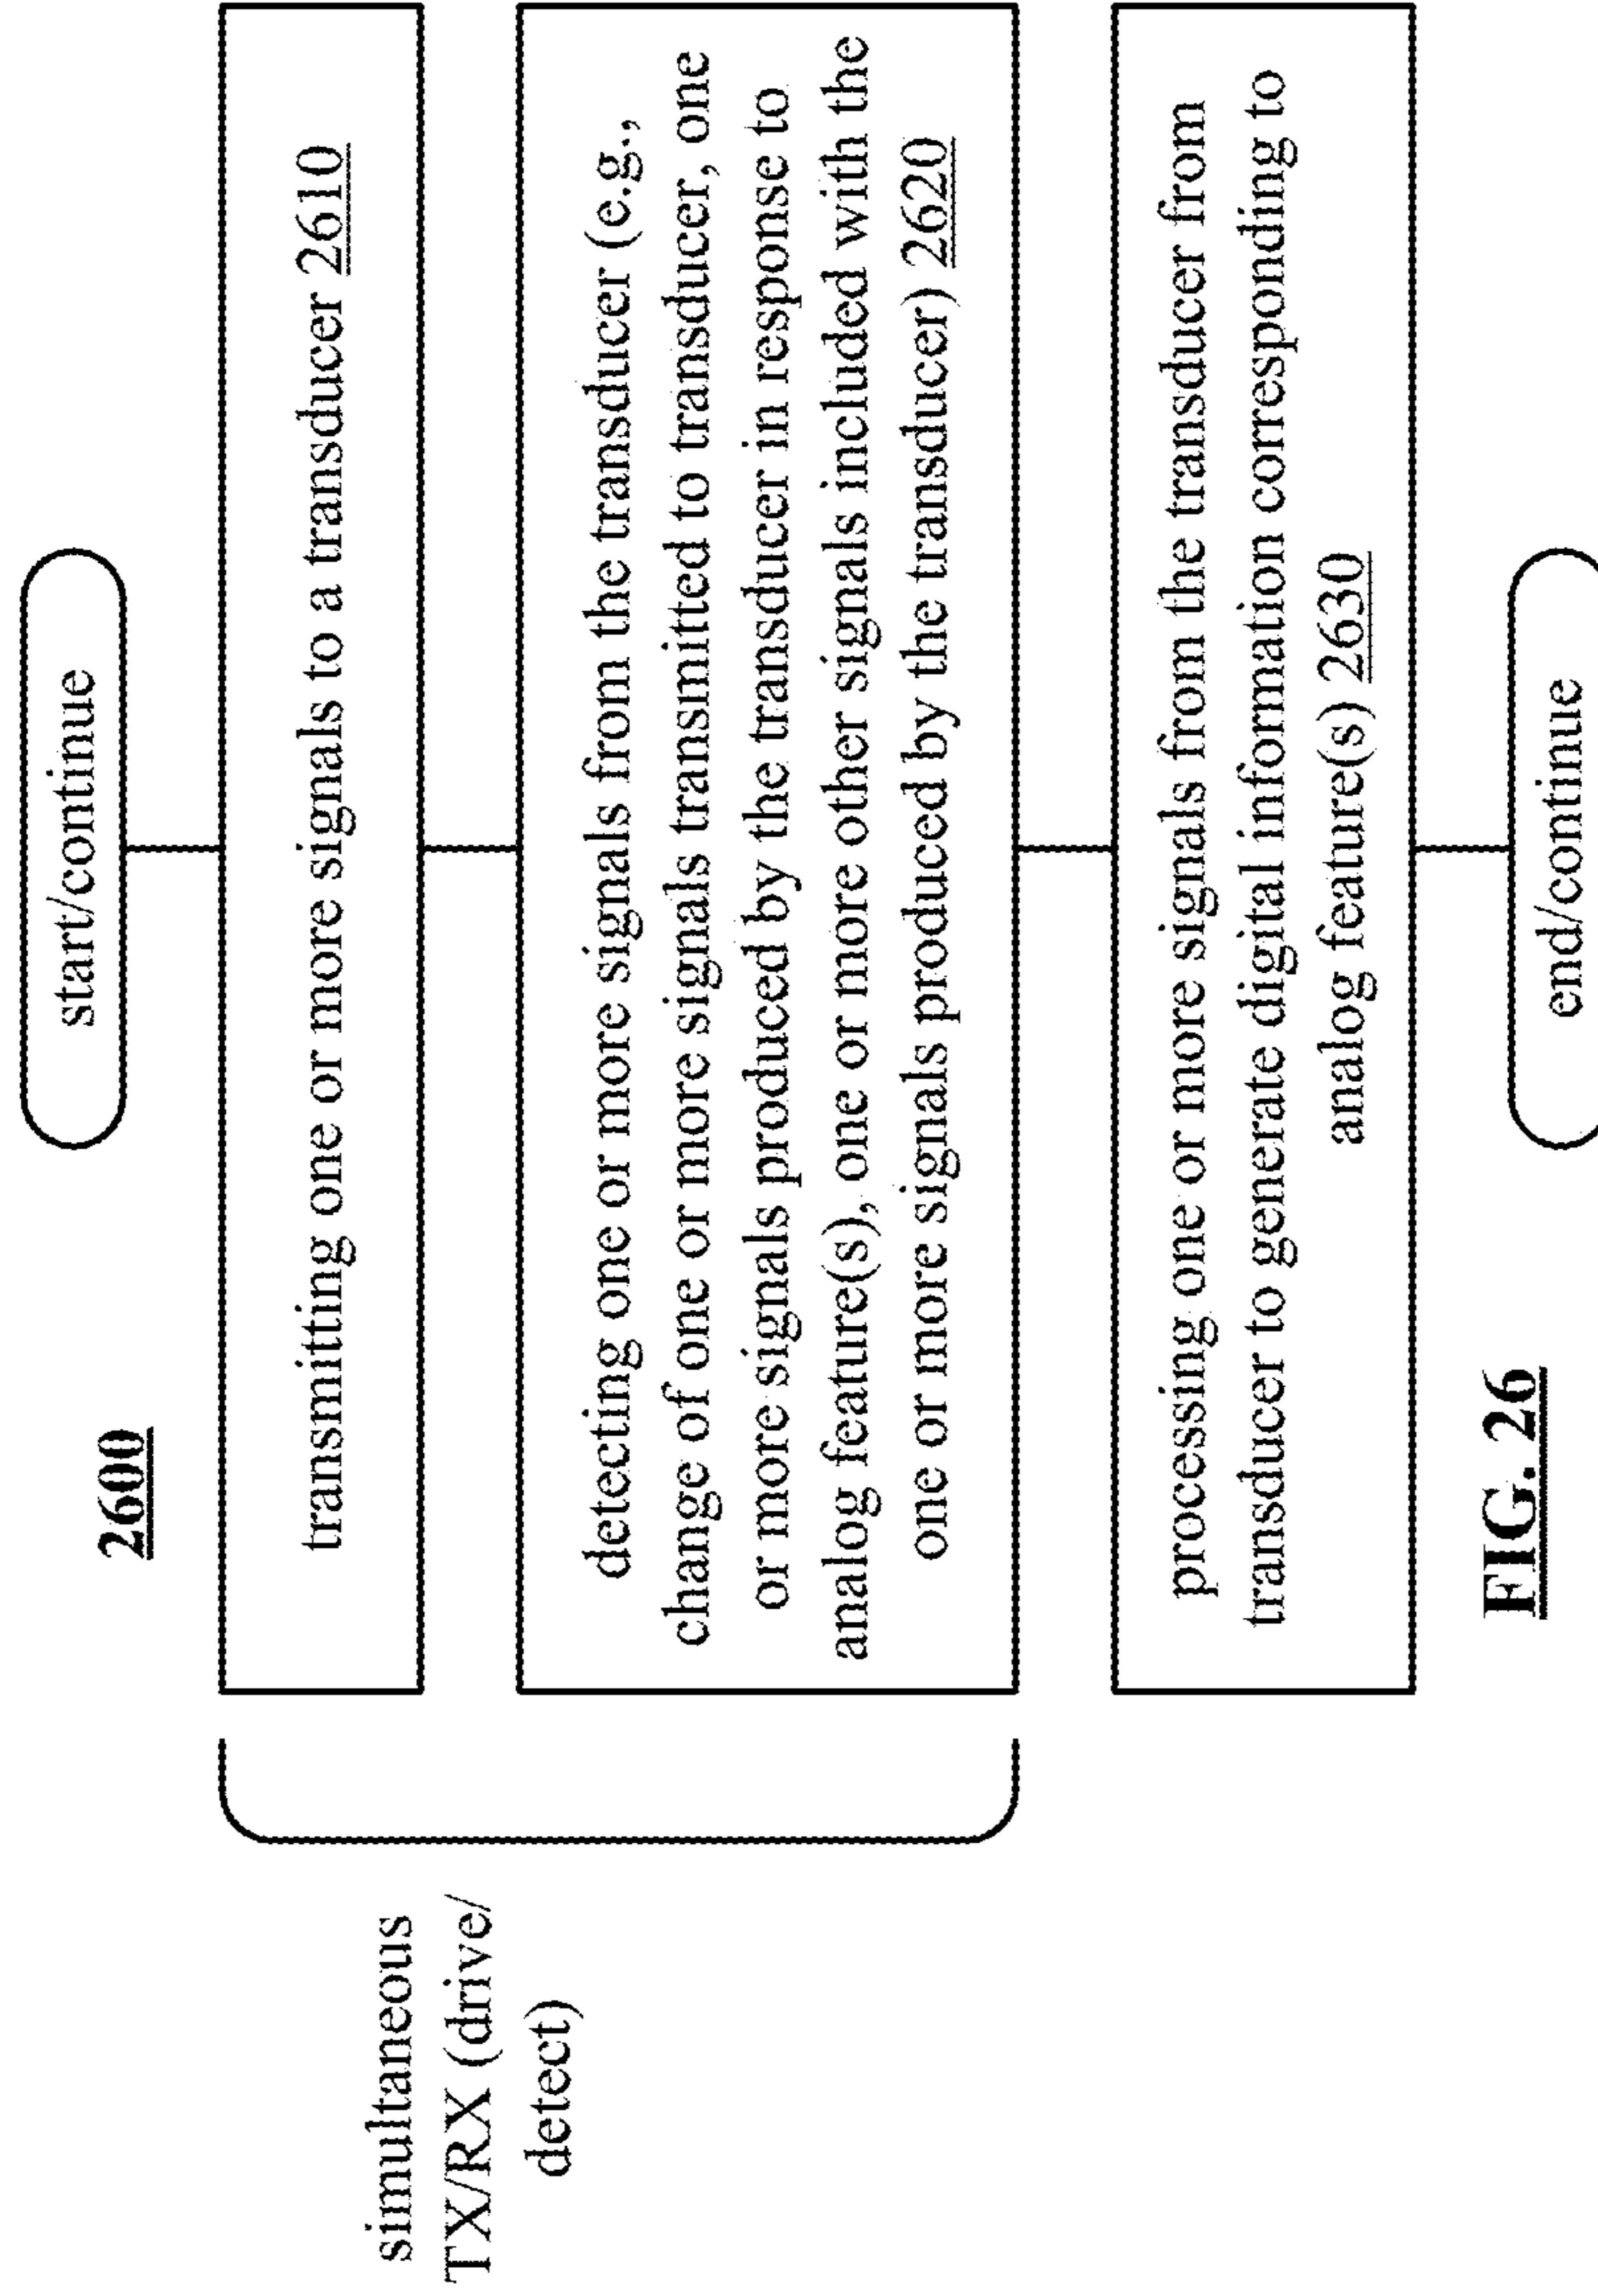 2600
start/continue
simultaneous
TX/RX (drive/
detect)
transmitting one or more signals to a transducer 2610
detecting one or more signals from the transducer (e.g.,
change of one or more signals transmitted to transducer, one
or more signals produced by the transducer in response to
analog feature(s), one or more other signals included with the
one or more signals produced by the transducer) 2620
processing one or more signals from the transducer from
transducer to generate digital information corresponding to
analog feature(s) 2630
end/continue
FIG. 26